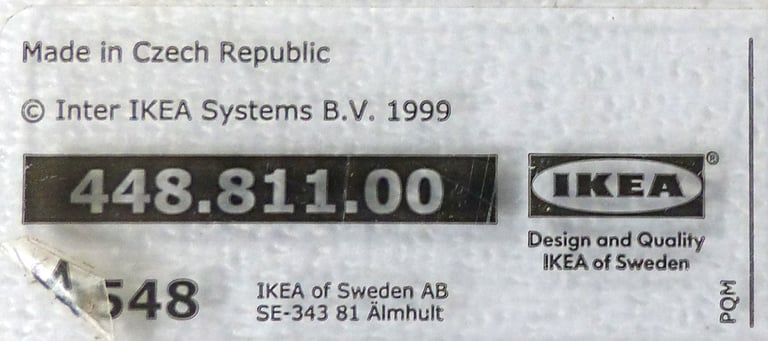 Made in Czech Republic
© Inter IKEA Systems B.V. 1999
448.811.00
IKEA®
Design and Quality
IKEA of Sweden
548
IKEA of Sweden AB
SE-343 81 Älmhult
PQM